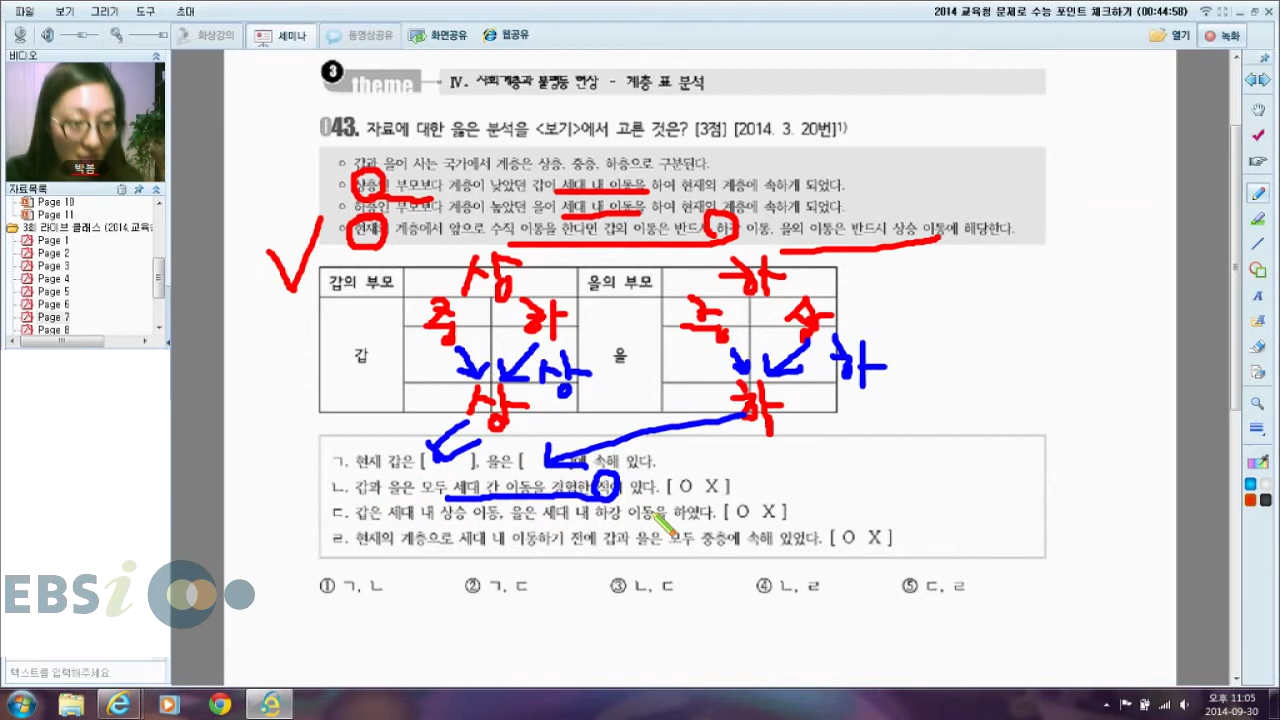 파일 보기 그리기 도구 초대
2014 교육청 문제로 수능 포인트 체크하기 (00:44:58)
화상강의 세미나 동영상공유 화면공유 웹공유 열기 녹화
비디오
박봄
자료목록
Page 10
Page 11
3회 라이브 클래스 (2014 교육
Page 1
Page 2
Page 3
Page 4
Page 5
Page 6
Page 7
Page 8
텍스트를 입력해주세요
3 theme Ⅳ. 사회계층과 불평등 현상 - 계층 표 분석
043. 자료에 대한 옳은 분석을 <보기>에서 고른 것은? [3점] [2014. 3. 20번]1)
○ 갑과 을이 사는 국가에서 계층은 상층, 중층, 하층으로 구분된다.
○ 상층인 부모보다 계층이 낮았던 갑이 세대 내 이동을 하여 현재의 계층에 속하게 되었다.
○ 하층인 부모보다 계층이 높았던 을이 세대 내 이동을 하여 현재의 계층에 속하게 되었다.
○ 현재의 계층에서 앞으로 수직 이동을 한다면 갑의 이동은 반드시 하강 이동, 을의 이동은 반드시 상승 이동에 해당한다.
갑의 부모 상 을의 부모 하
중 하 중 상
갑 상 을 하
상 하
ㄱ. 현재 갑은 [ ], 을은 [ 에 속해 있다.
ㄴ. 갑과 을은 모두 세대 간 이동을 경험한 적이 있다. [ O X ]
ㄷ. 갑은 세대 내 상승 이동, 을은 세대 내 하강 이동을 하였다. [ O X ]
ㄹ. 현재의 계층으로 세대 내 이동하기 전에 갑과 을은 모두 중층에 속해 있었다. [ O X ]
① ㄱ, ㄴ ② ㄱ, ㄷ ③ ㄴ, ㄷ ④ ㄴ, ㄹ ⑤ ㄷ, ㄹ
EBSi
오후 11:05
2014-09-30